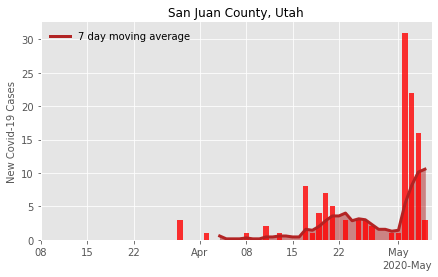 San Juan County, Utah
7 day moving average
New Covid-19 Cases
30
25
20
15
10
5
0
08 15 22 Apr 08 15 22 May
2020-May